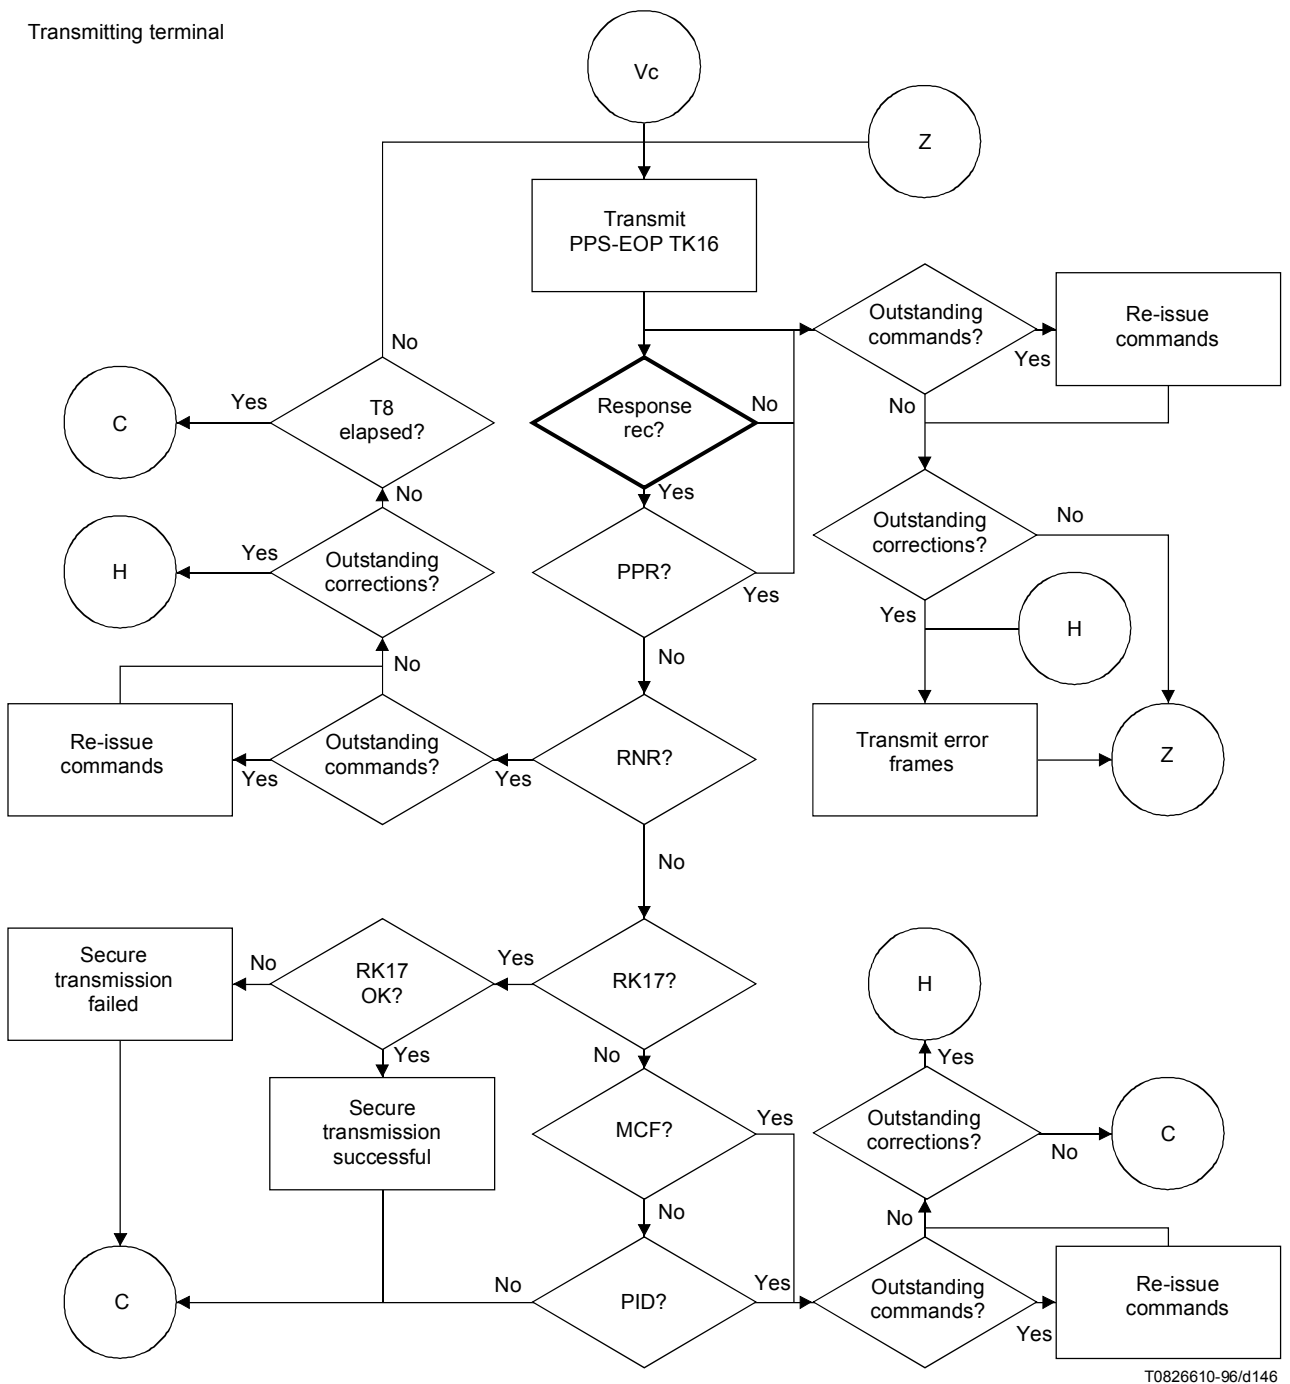 Transmitting terminal
Vc
Z
Transmit
PPS-EOP TK16
Outstanding
commands?
Yes
Re-issue
commands
No
No
C
Yes
T8
elapsed?
Response
rec?
No
No
Yes
Outstanding
corrections?
No
H
Yes
Outstanding
corrections?
PPR?
Yes
Yes
H
No
No
Re-issue
commands
Yes
Outstanding
commands?
Yes
RNR?
Transmit error
frames
Z
No
Secure
transmission
failed
No
RK17
OK?
Yes
RK17?
H
Yes
No
Yes
Secure
transmission
successful
MCF?
Yes
Outstanding
corrections?
No
C
No
No
C
No
PID?
Yes
Outstanding
commands?
Yes
Re-issue
commands
T0826610-96/d146